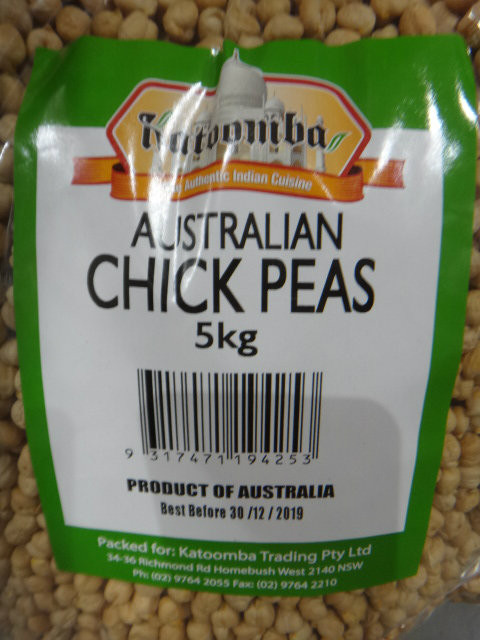 Katoomba
Authentic Indian Cuisine
AUSTRALIAN
CHICK PEAS
5kg
9 317471 194253
PRODUCT OF AUSTRALIA
Best Before 30 /12 / 2019
Packed for: Katoomba Trading Pty Ltd
34-36 Richmond Rd Homebush West 2140 NSW
Ph: (02) 9764 2055 Fax: (02) 9764 2210